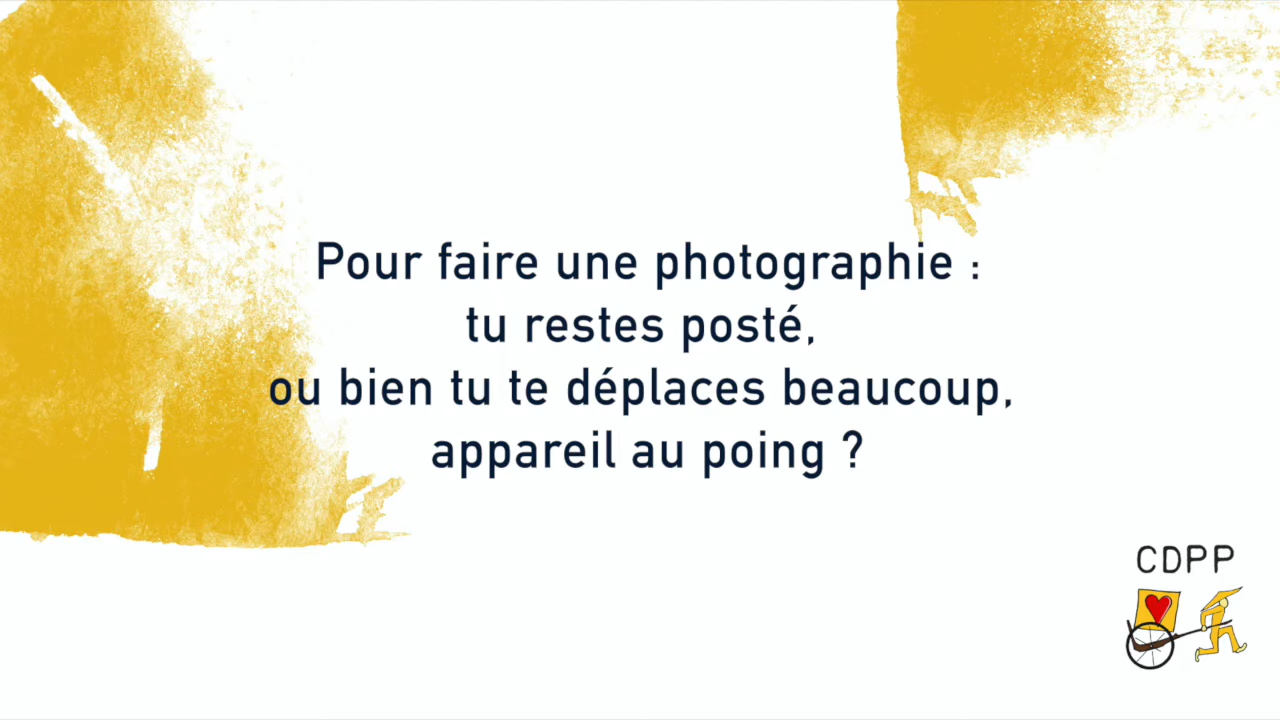 Pour faire une photographie :
tu restes posté,
ou bien tu te déplaces beaucoup,
appareil au poing ?
CDPP